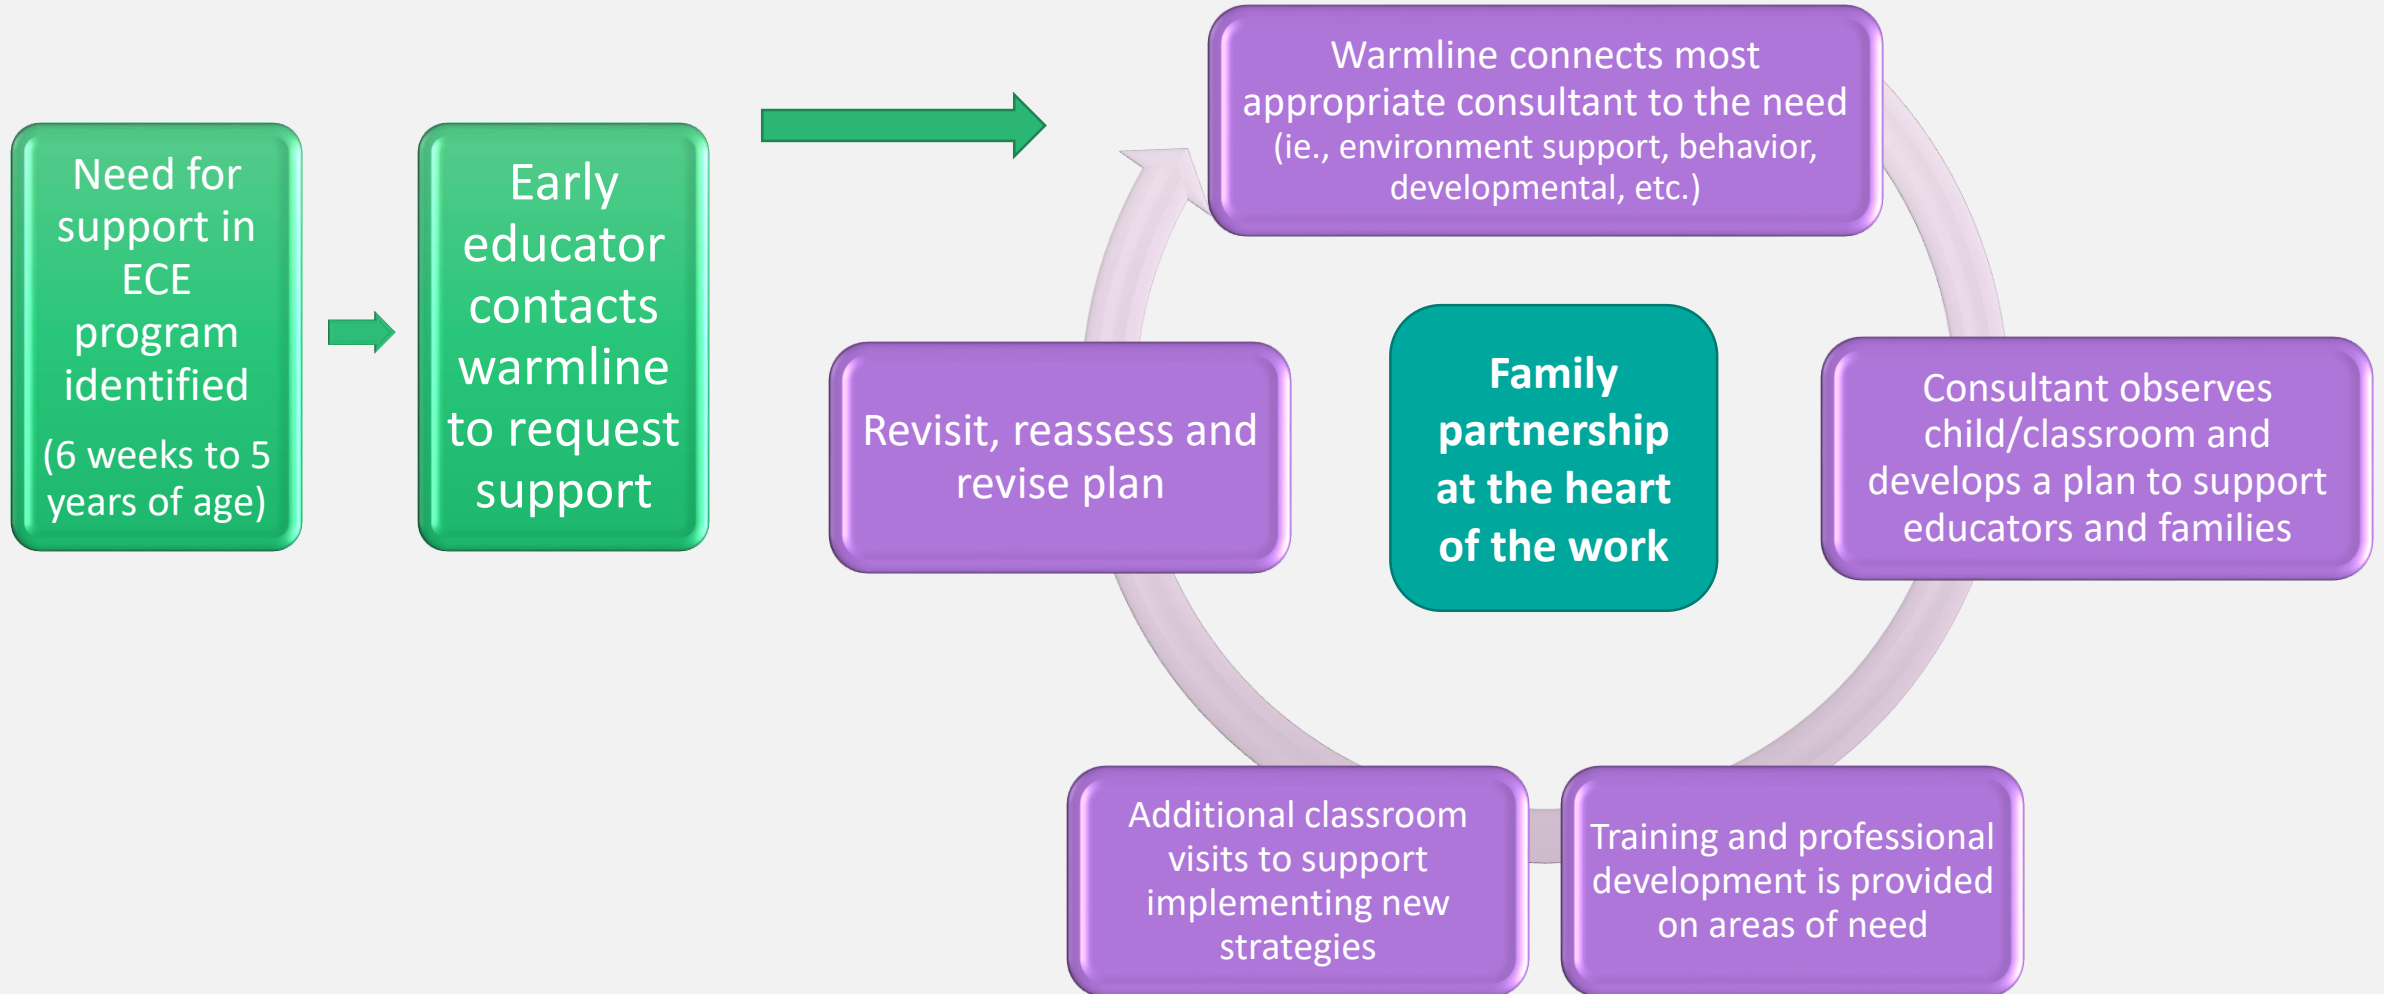 Need for
support in
ECE
program
identified
(6 weeks to 5
years of age)
Early
educator
contacts
warmline
to request
support
Warmline connects most
appropriate consultant to the need
(ie., environment support, behavior,
developmental, etc.)
Consultant observes
child/classroom and
develops a plan to support
educators and families
Training and professional
development is provided
on areas of need
Additional classroom
visits to support
implementing new
strategies
Revisit, reassess and
revise plan
Family
partnership
at the heart
of the work